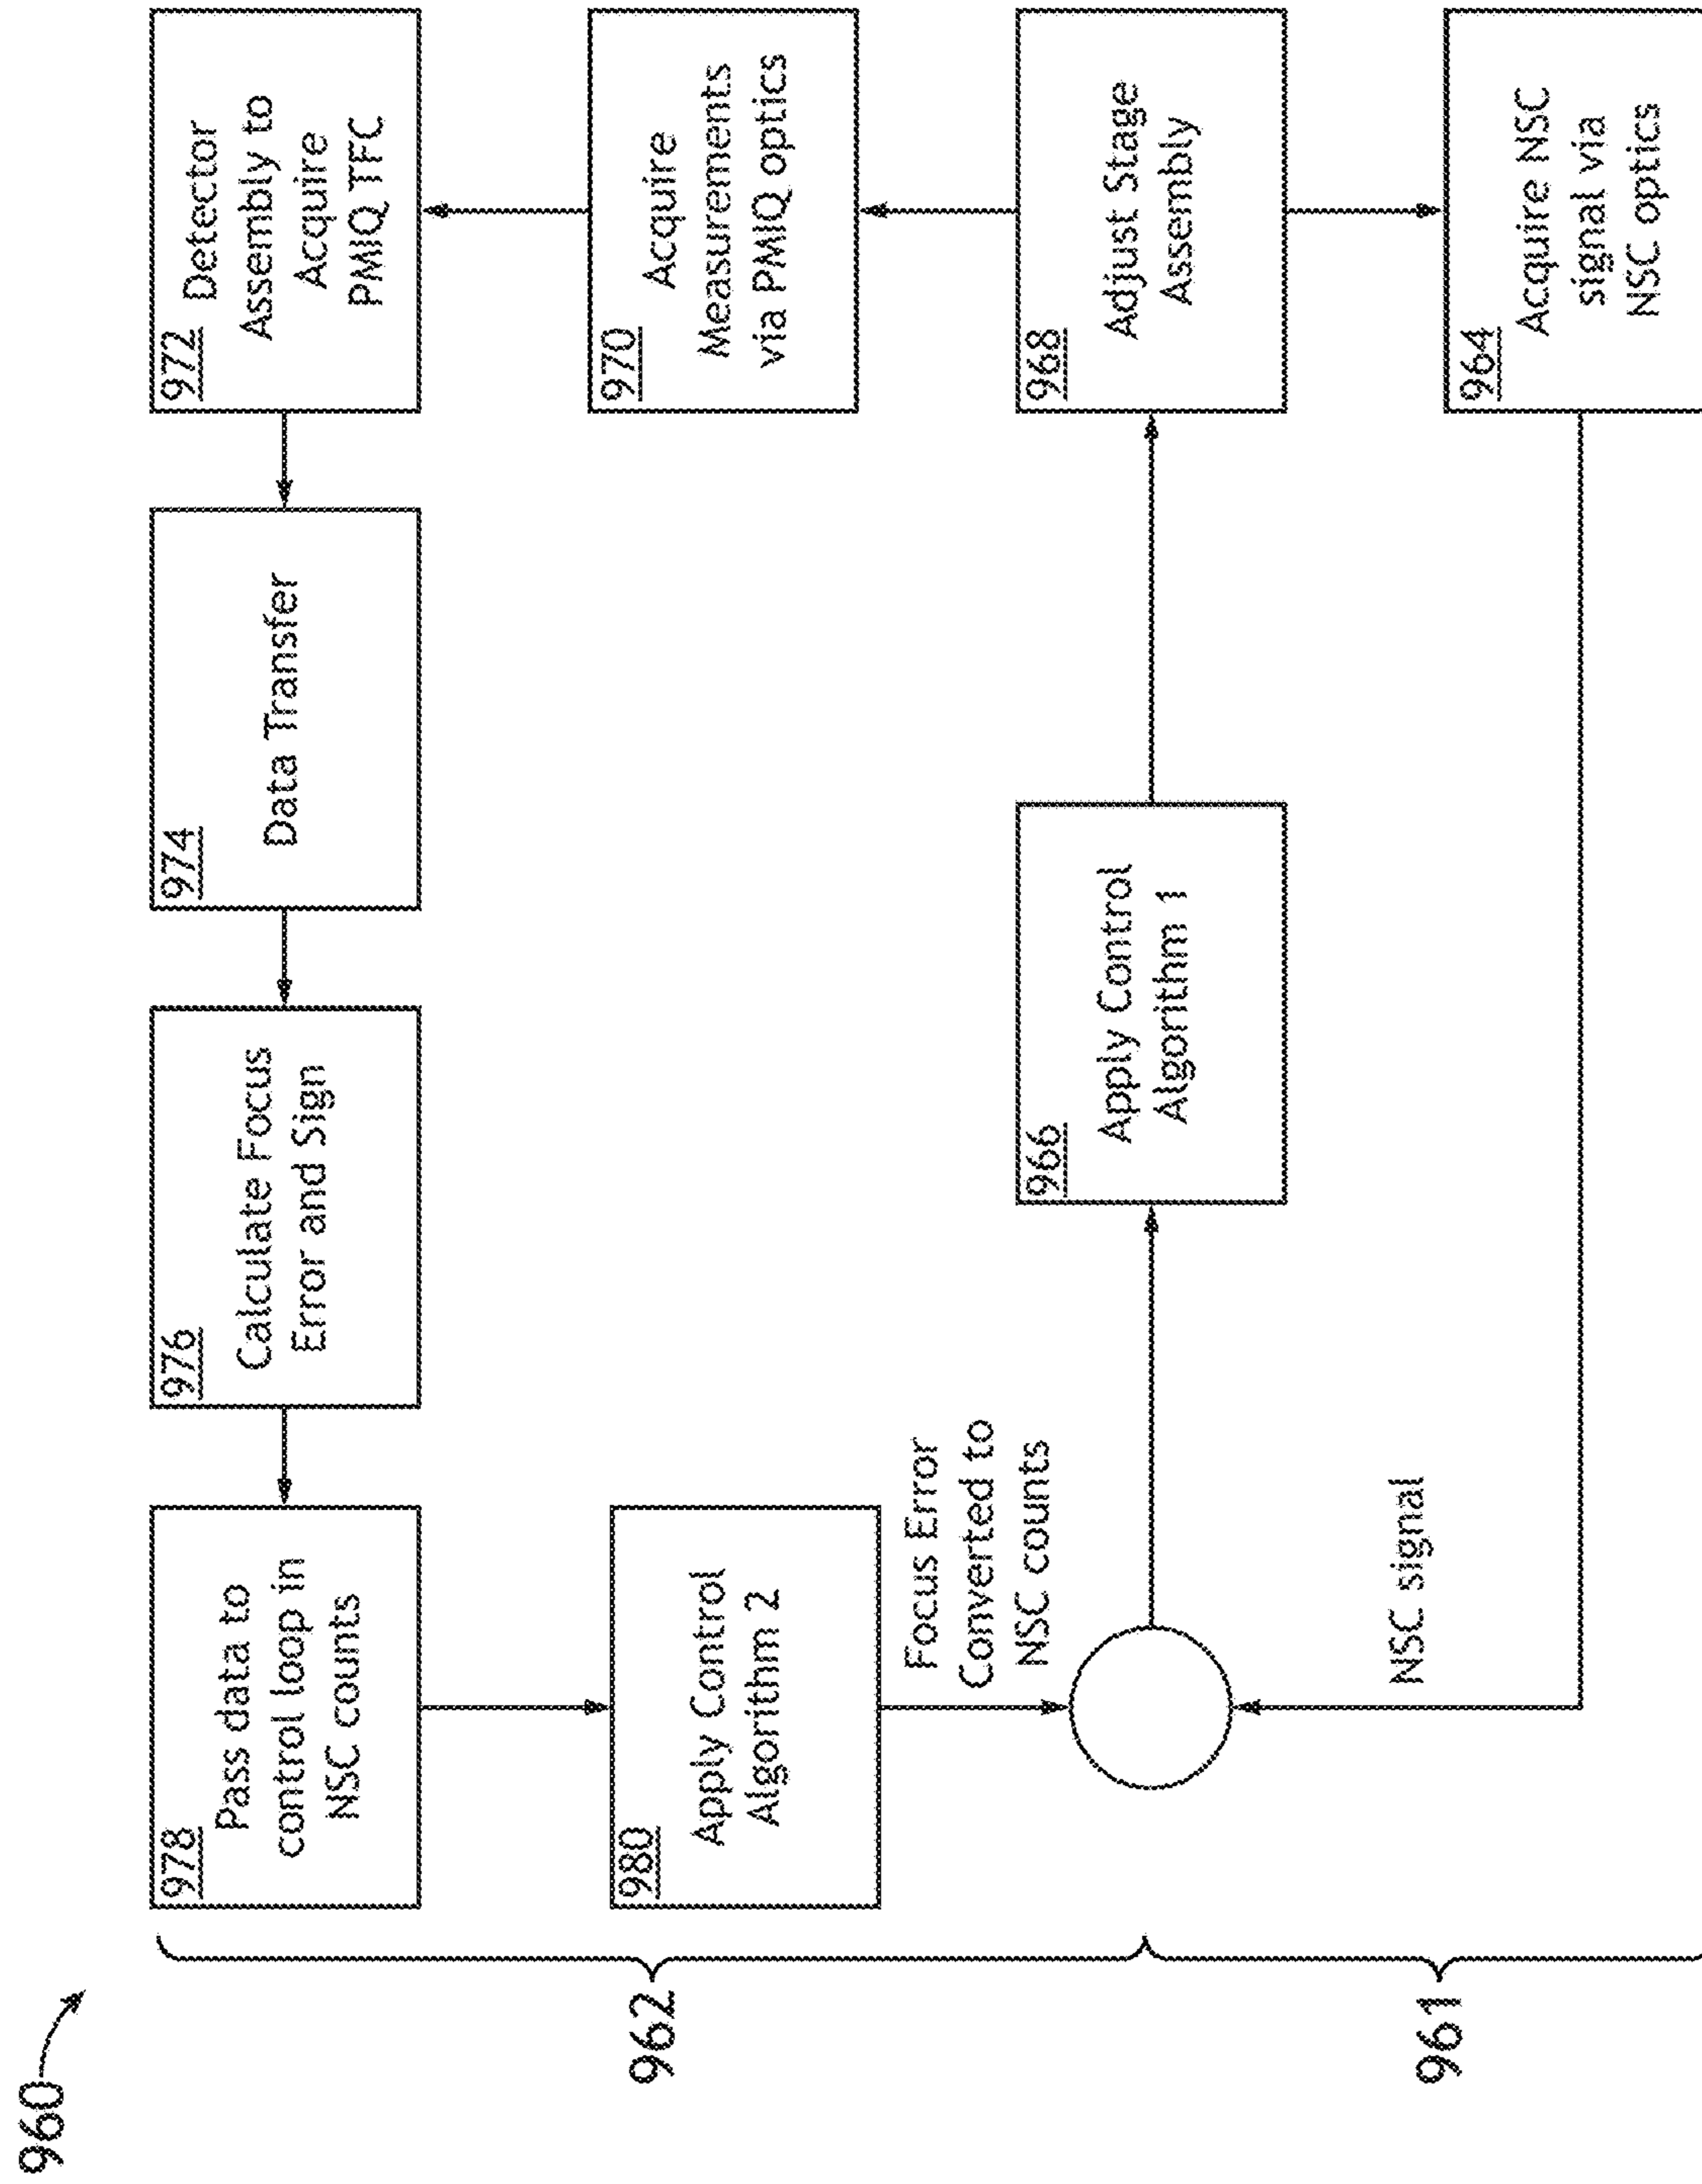 960
978
Pass data to
control loop in
NSC counts
976
Calculate Focus
Error and Sign
974
Data Transfer
972
Detector
Assembly to
Acquire
PMIQ TFC
962
980
Apply Control
Algorithm 2
970
Acquire
Measurements
via PMIQ optics
Focus Error
Converted to
NSC counts
966
Apply Control
Algorithm 1
968
Adjust Stage
Assembly
961
NSC signal
964
Acquire NSC
signal via
NSC optics